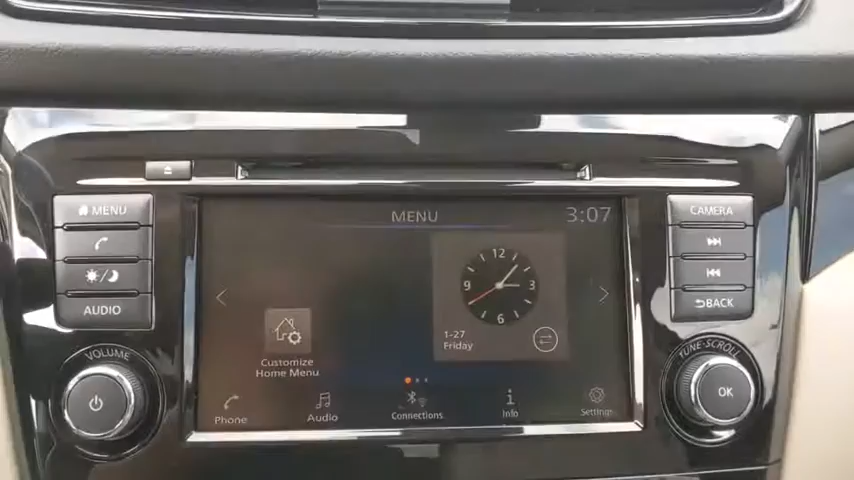 MENU
AUDIO
VOLUME
MENU
3:07
12
3
6
9
1-27
Friday
Customize
Home Menu
Phone
Audio
Connections
Info
Settings
CAMERA
BACK
TUNE·SCROLL
OK